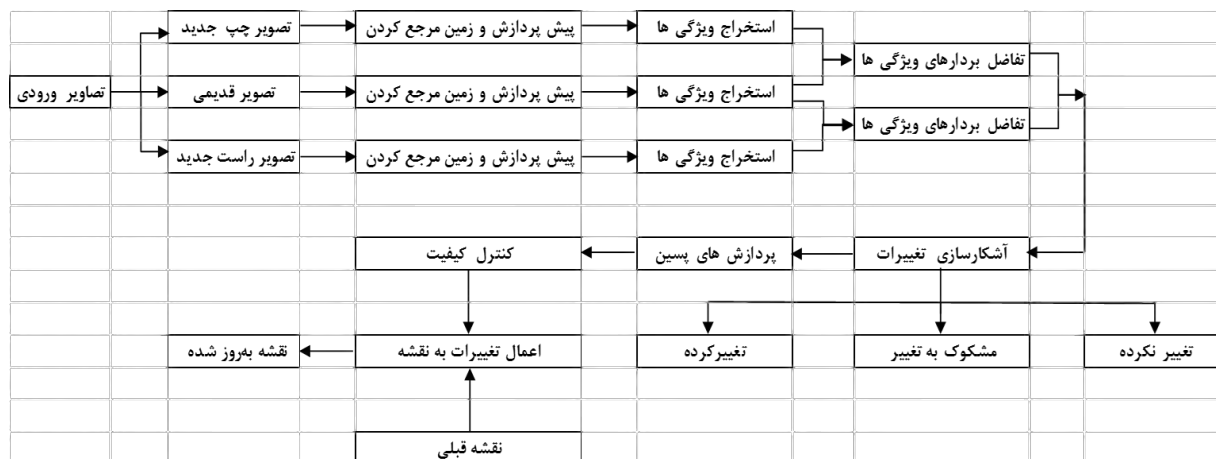 تصویر چپ جدید
پیش پردازش و زمین مرجع کردن
استخراج ویژگی ها
تفاضل بردارهای ویژگی ها
تصاویر ورودی
تصویر قدیمی
پیش پردازش و زمین مرجع کردن
استخراج ویژگی ها
تفاضل بردارهای ویژگی ها
تصویر راست جدید
پیش پردازش و زمین مرجع کردن
استخراج ویژگی ها
آشکارسازی تغییرات
پردازش های پسین
کنترل کیفیت
تغییر نکرده
مشکوک به تغییر
تغییرکرده
اعمال تغییرات به نقشه
نقشه به‌روز شده
نقشه قبلی